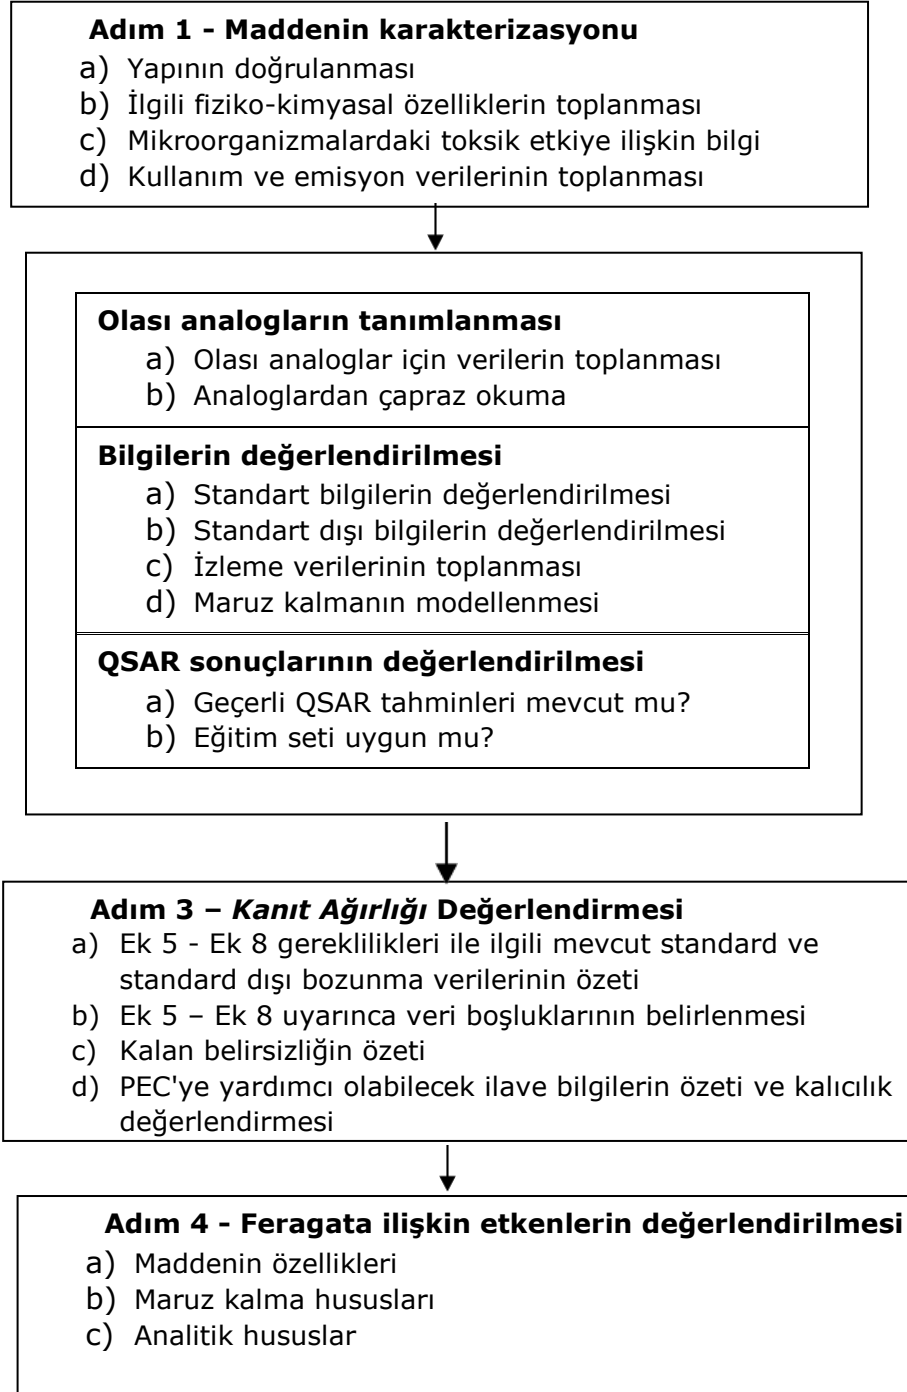 Adım 1 - Maddenin karakterizasyonu
a) Yapının doğrulanması
b) İlgili fiziko-kimyasal özelliklerin toplanması
c) Mikroorganizmalardaki toksik etkiye ilişkin bilgi
d) Kullanım ve emisyon verilerinin toplanması
Olası analogların tanımlanması
a) Olası analoglar için verilerin toplanması
b) Analoglardan çapraz okuma
Bilgilerin değerlendirilmesi
a) Standart bilgilerin değerlendirilmesi
b) Standart dışı bilgilerin değerlendirilmesi
c) İzleme verilerinin toplanması
d) Maruz kalmanın modellenmesi
QSAR sonuçlarının değerlendirilmesi
a) Geçerli QSAR tahminleri mevcut mu?
b) Eğitim seti uygun mu?
Adım 3 – Kanıt Ağırlığı Değerlendirmesi
a) Ek 5 - Ek 8 gereklilikleri ile ilgili mevcut standard ve
standard dışı bozunma verilerinin özeti
b) Ek 5 – Ek 8 uyarınca veri boşluklarının belirlenmesi
c) Kalan belirsizliğin özeti
d) PEC'ye yardımcı olabilecek ilave bilgilerin özeti ve kalıcılık
değerlendirmesi
Adım 4 - Feragata ilişkin etkenlerin değerlendirilmesi
a) Maddenin özellikleri
b) Maruz kalma hususları
c) Analitik hususlar